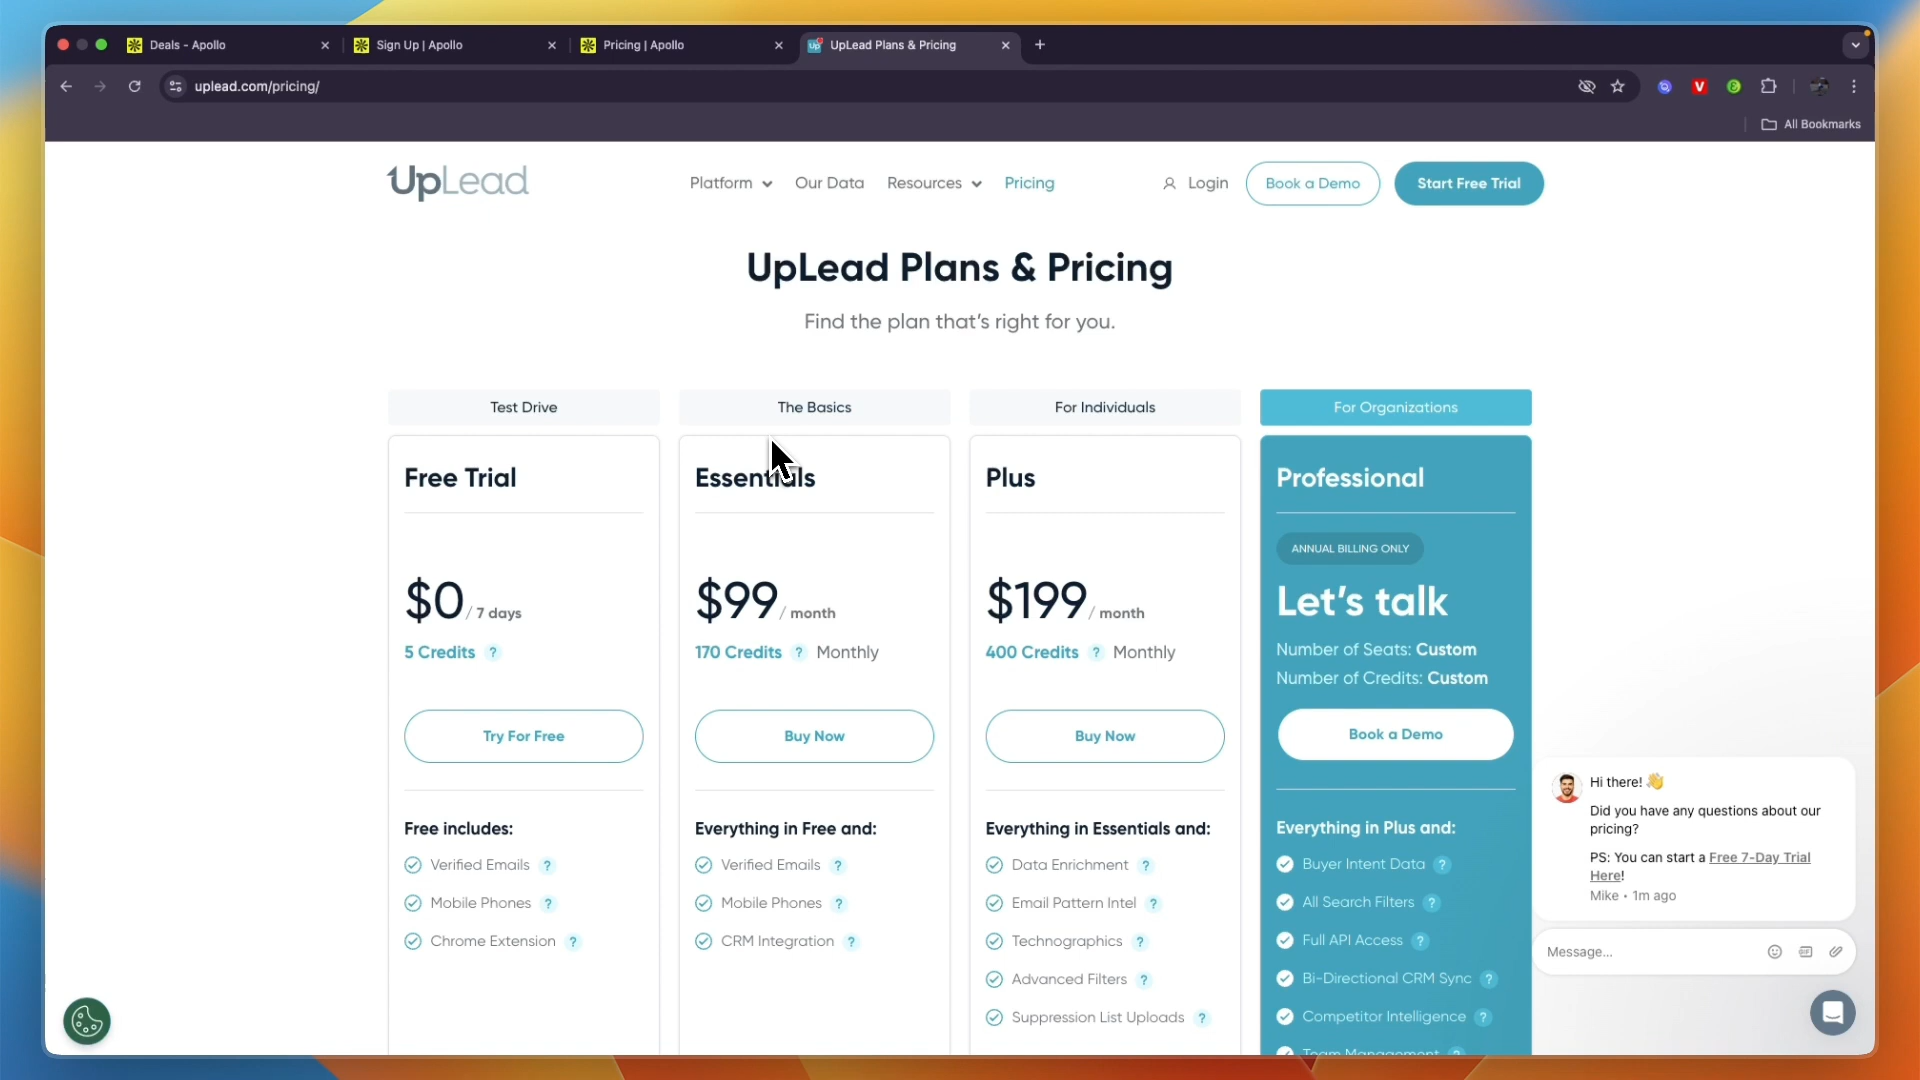 Deals - Apollo
Sign Up | Apollo
Pricing | Apollo
UpLead Plans & Pricing
uplead.com/pricing/
All Bookmarks
UpLead
Platform
Our Data
Resources
Pricing
Login
Book a Demo
Start Free Trial
UpLead Plans & Pricing
Find the plan that's right for you.
Test Drive
Free Trial
$0 / 7 days
5 Credits ?
Try For Free
Free includes:
Verified Emails ?
Mobile Phones ?
Chrome Extension ?
The Basics
Essentials
$99 / month
170 Credits ? Monthly
Buy Now
Everything in Free and:
Verified Emails ?
Mobile Phones ?
CRM Integration ?
For Individuals
Plus
$199 / month
400 Credits ? Monthly
Buy Now
Everything in Essentials and:
Data Enrichment ?
Email Pattern Intel ?
Technographics ?
Advanced Filters ?
Suppression List Uploads ?
For Organizations
Professional
ANNUAL BILLING ONLY
Let's talk
Number of Seats: Custom
Number of Credits: Custom
Book a Demo
Everything in Plus and:
Buyer Intent Data ?
All Search Filters ?
Full API Access ?
Bi-Directional CRM Sync ?
Competitor Intelligence ?
Team Management ?
Hi there! 👋
Did you have any questions about our
pricing?
PS: You can start a Free 7-Day Trial
Here!
Mike • 1m ago
Message...